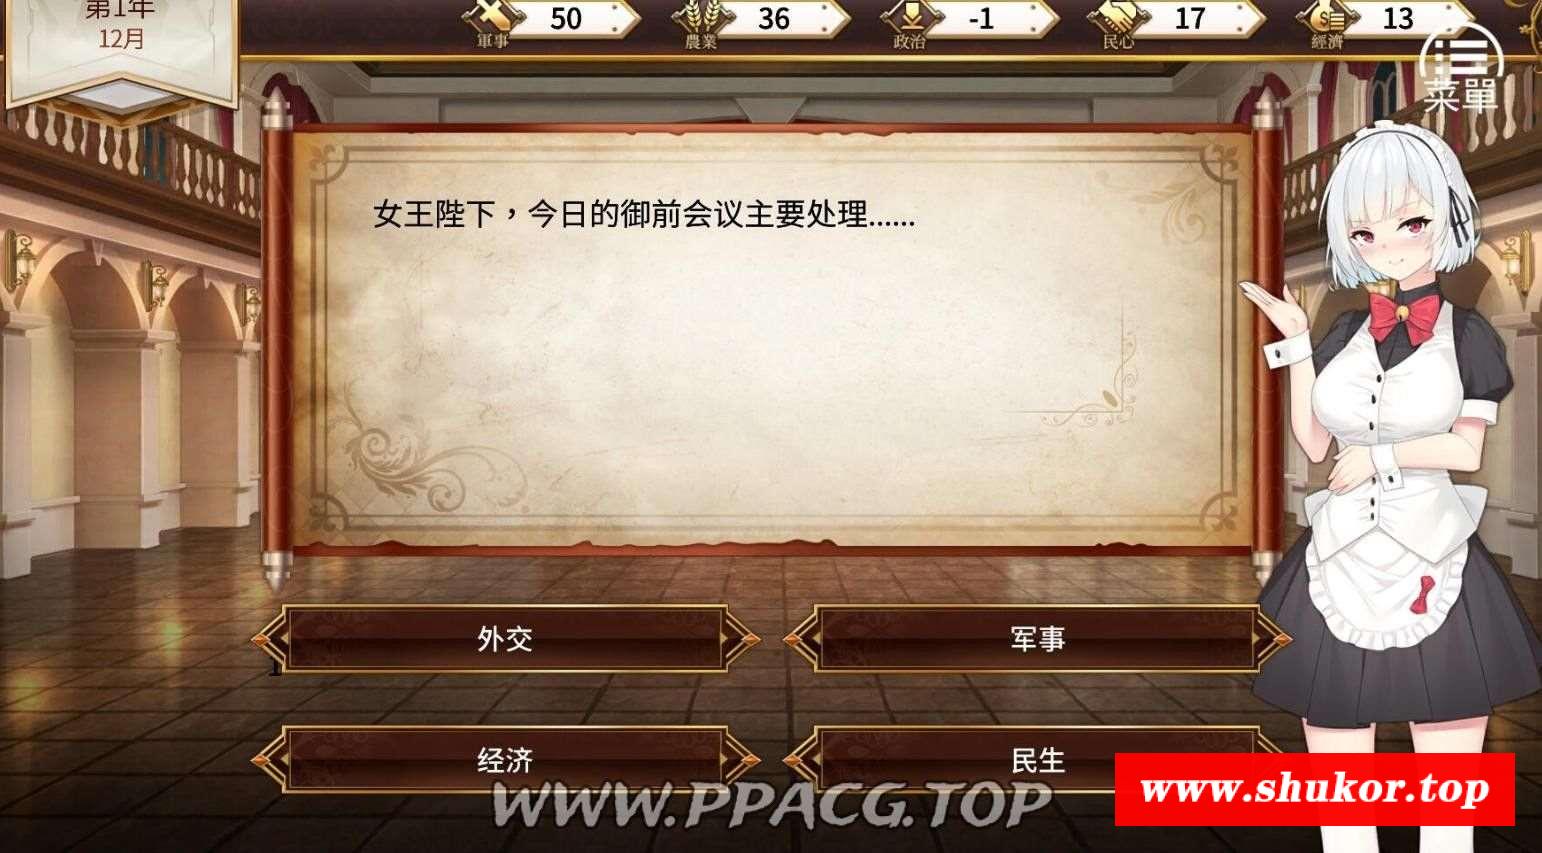 第1年
12月
軍事 50
農業 36
政治 -1
民心 17
經濟 13
菜單
女王陛下，今日的御前会议主要处理......
外交
军事
1
经济
民生
WWW.PPACG.TOP
www.shukor.top